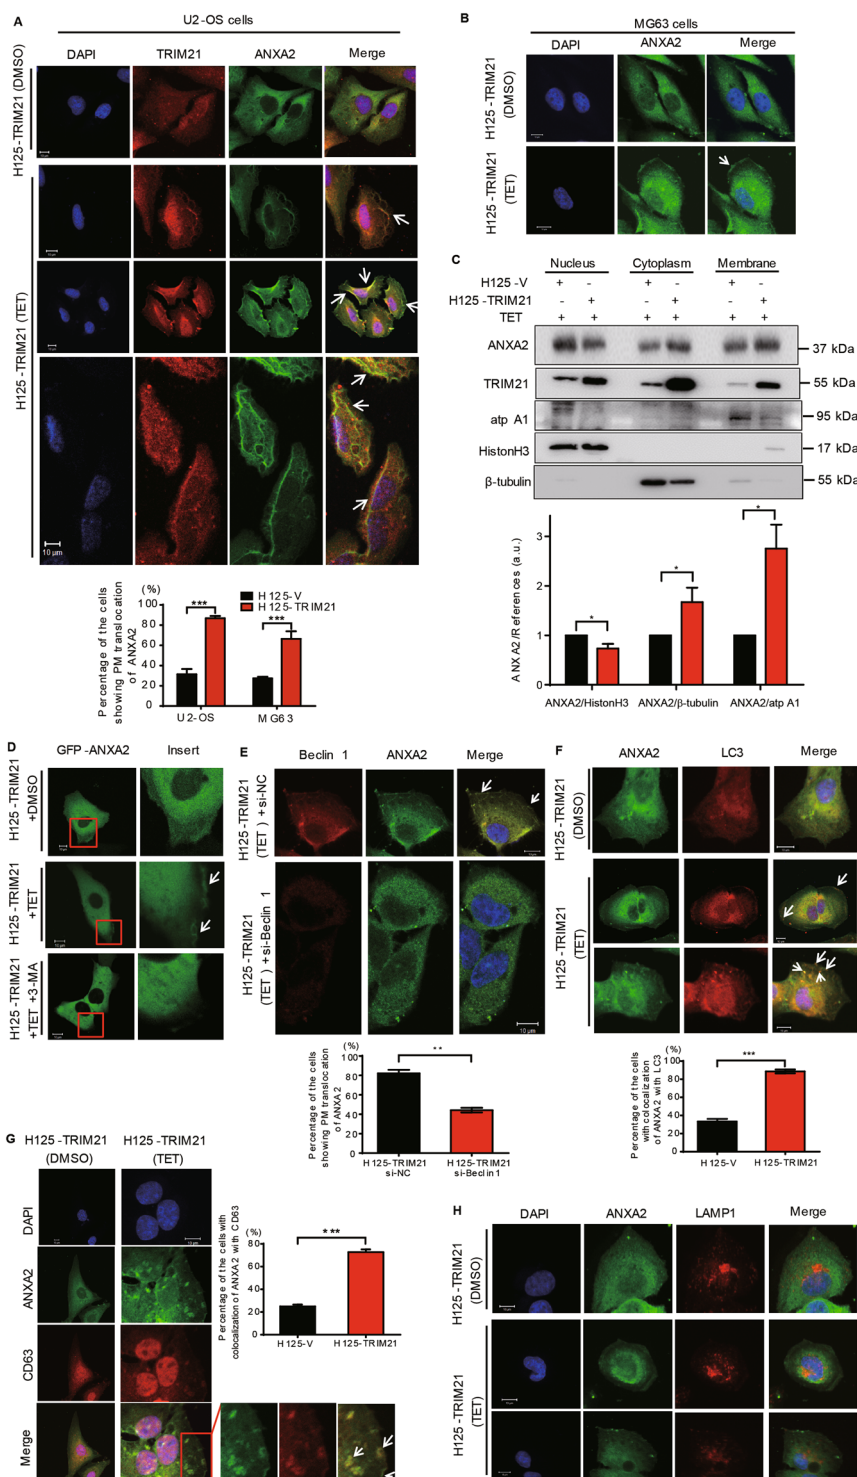 A
U2-OS cells
DAPI
TRIM21
ANXA2
Merge
H125-TRIM21 (DMSO)
H125-TRIM21 (TET)
10 µm
(%)
H125-V
H125-TRIM21
Percentage of the cells
showing PM translocation
of ANXA2
100
80
60
40
20
0
***
***
U2-OS
MG63
B
MG63 cells
DAPI
ANXA2
Merge
H125-TRIM21
(DMSO)
H125-TRIM21
(TET)
C
Nucleus
Cytoplasm
Membrane
H125-V + - + - + -
H125-TRIM21 - + - + - +
TET + + + + + +
ANXA2
37 kDa
TRIM21
55 kDa
atp A1
95 kDa
HistonH3
17 kDa
β-tubulin
55 kDa
ANXA2/References (a.u.)
3
2
1
0
*
*
*
ANXA2/HistonH3
ANXA2/β-tubulin
ANXA2/atp A1
D
GFP-ANXA2
Insert
H125-TRIM21
+DMSO
H125-TRIM21
+TET
H125-TRIM21
+TET +3-MA
E
Beclin 1
ANXA2
Merge
H125-TRIM21
(TET) +si-NC
H125-TRIM21
(TET) +si-Beclin 1
10 µm
(%)
Percentage of the cells
showing PM translocation
of ANXA2
100
80
60
40
20
0
**
H125-TRIM21
si-NC
H125-TRIM21
si-Beclin1
F
ANXA2
LC3
Merge
H125-TRIM21
(DMSO)
H125-TRIM21
(TET)
(%)
Percentage of the cells
with colocalization
of ANXA2 with LC3
100
80
60
40
20
0
***
H125-V
H125-TRIM21
G
H125-TRIM21
(DMSO)
H125-TRIM21
(TET)
DAPI
ANXA2
CD63
Merge
(%)
Percentage of the cells with
colocalization of ANXA2 with CD63
80
60
40
20
0
***
H125-V
H125-TRIM21
H
DAPI
ANXA2
LAMP1
Merge
H125-TRIM21
(DMSO)
H125-TRIM21
(TET)